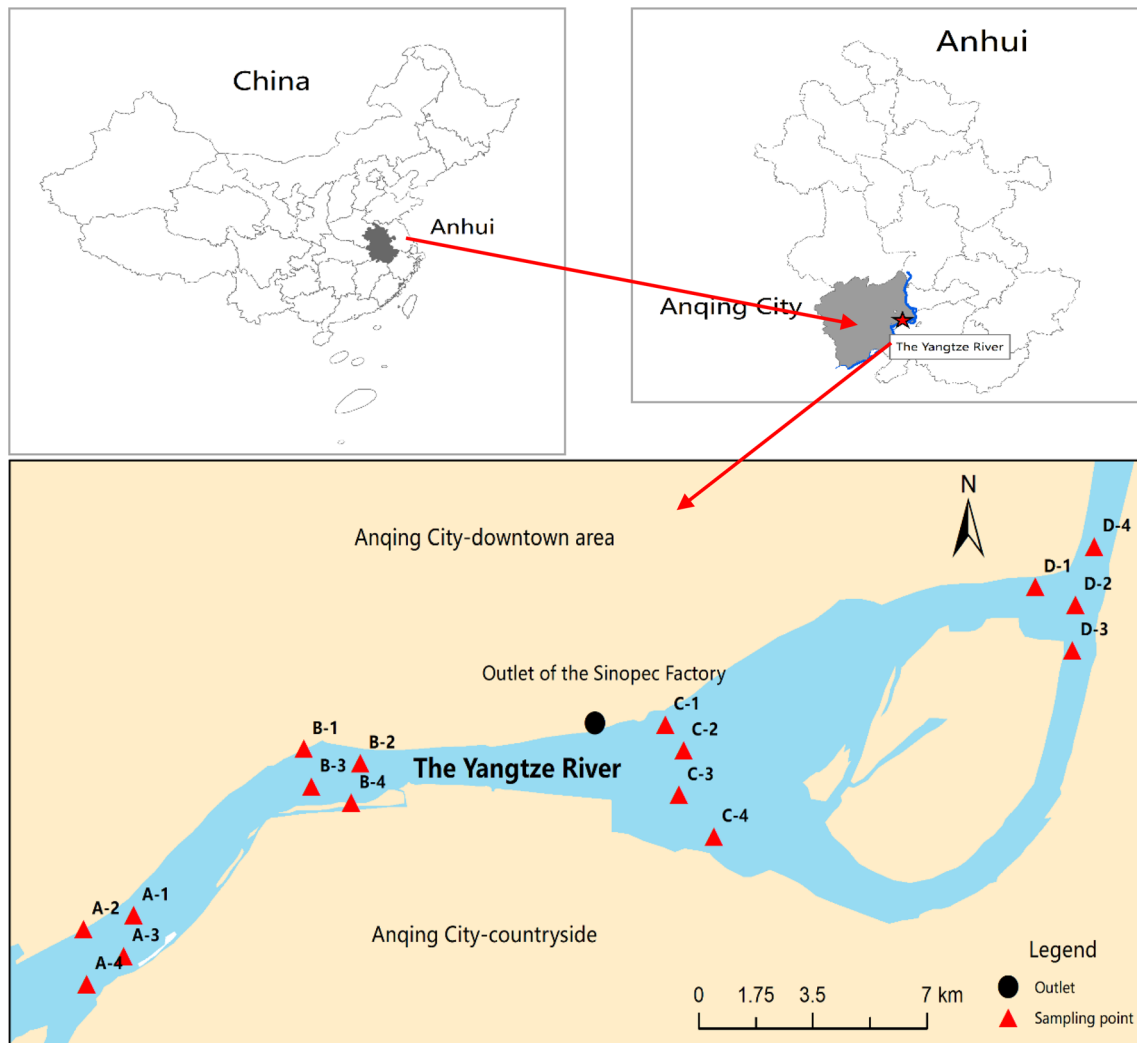 China
Anhui
Anhui
Anqing City
The Yangtze River
N
Anqing City-downtown area
D-4
D-1
D-2
D-3
Outlet of the Sinopec Factory
C-1
C-2
C-3
C-4
B-1
B-2
B-3
B-4
The Yangtze River
A-2
A-1
A-3
A-4
Anqing City-countryside
Legend
Outlet
Sampling point
0 1.75 3.5 7 km